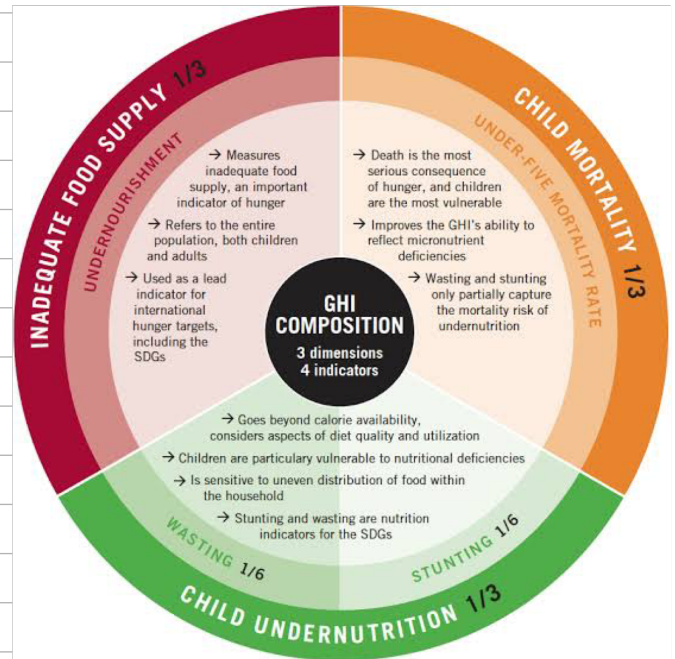 INADEQUATE FOOD SUPPLY 1/3
UNDERNOURISHMENT
→ Measures
inadequate food
supply, an important
indicator of hunger
→ Refers to the entire
population, both children
and adults
→ Used as a lead
indicator for
international
hunger targets,
including the
SDGs
CHILD MORTALITY 1/3
UNDER-FIVE MORTALITY RATE
→ Death is the most
serious consequence
of hunger, and children
are the most vulnerable
→ Improves the GHI's ability to
reflect micronutrient
deficiencies
→ Wasting and stunting
only partially capture
the mortality risk of
undernutrition
GHI
COMPOSITION
3 dimensions
4 indicators
→ Goes beyond calorie availability,
considers aspects of diet quality and utilization
→ Children are particulary vulnerable to nutritional deficiencies
→ Is sensitive to uneven distribution of food within
the household
→ Stunting and wasting are nutrition
indicators for the SDGs
WASTING 1/6
STUNTING 1/6
CHILD UNDERNUTRITION 1/3